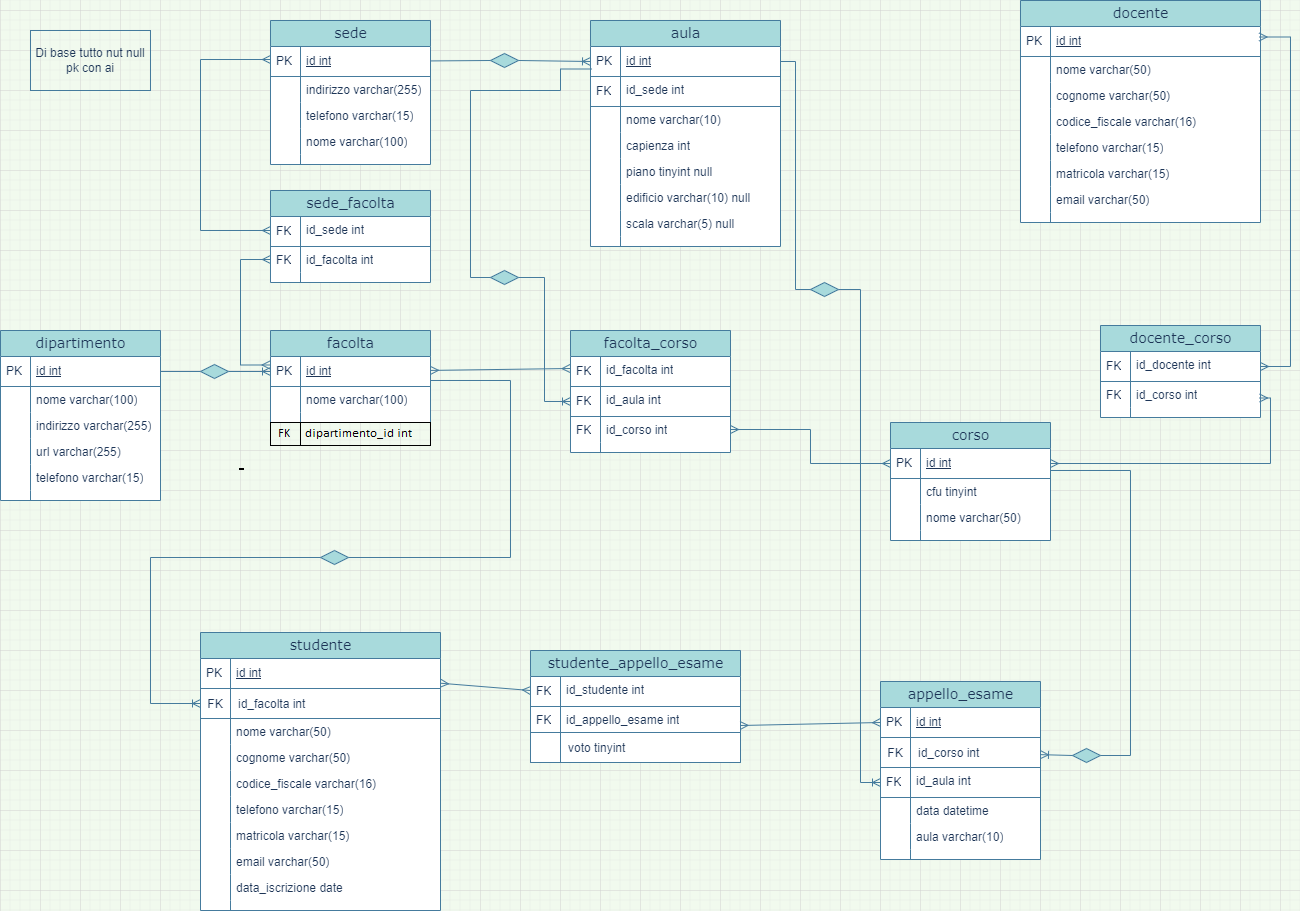 Di base tutto nut null
pk con ai
sede
PK id int
indirizzo varchar(255)
telefono varchar(15)
nome varchar(100)
aula
PK id int
FK id_sede int
nome varchar(10)
capienza int
piano tinyint null
edificio varchar(10) null
scala varchar(5) null
docente
PK id int
nome varchar(50)
cognome varchar(50)
codice_fiscale varchar(16)
telefono varchar(15)
matricola varchar(15)
email varchar(50)
sede_facolta
FK id_sede int
FK id_facolta int
dipartimento
PK id int
nome varchar(100)
indirizzo varchar(255)
url varchar(255)
telefono varchar(15)
facolta
PK id int
nome varchar(100)
FK dipartimento_id int
facolta_corso
FK id_facolta int
FK id_aula int
FK id_corso int
docente_corso
FK id_docente int
FK id_corso int
corso
PK id int
cfu tinyint
nome varchar(50)
studente
PK id int
FK id_facolta int
nome varchar(50)
cognome varchar(50)
codice_fiscale varchar(16)
telefono varchar(15)
matricola varchar(15)
email varchar(50)
data_iscrizione date
studente_appello_esame
FK id_studente int
FK id_appello_esame int
voto tinyint
appello_esame
PK id int
FK id_corso int
FK id_aula int
data datetime
aula varchar(10)